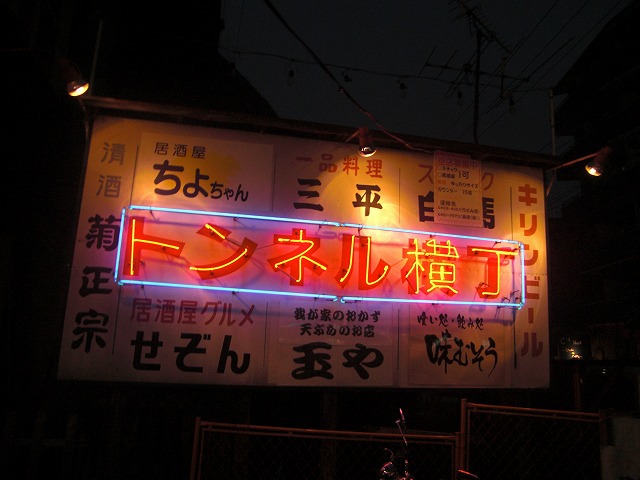 清酒
菊正宗
居酒屋
ちよちゃん
一品料理
三平
トンネル横丁
居酒屋グルメ
せぞん
我が家のおかず
天ぷらのお店
玉や
喰い処・飲み処
味むそう
キリンビール